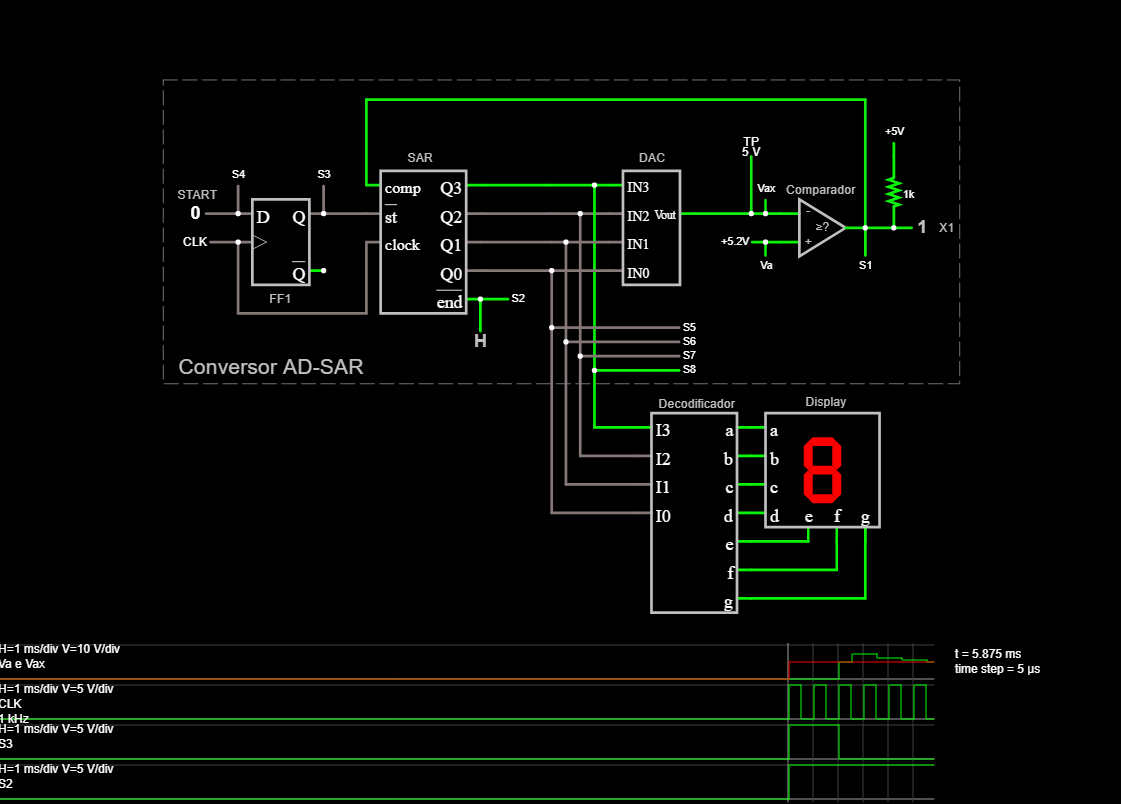 +5V
TP
5 V
SAR
DAC
S4
S3
START
0
comp
Q3
IN3
Vax
Comparador
1k
D
Q
st
Q2
IN2
Vout
-
≥?
1
X1
CLK
clock
Q1
IN1
+5.2V
+
Va
S1
Q
Q0
IN0
FF1
end
S2
H
S5
S6
S7
S8
Conversor AD-SAR
Decodificador
Display
I3
a
a
I2
b
b
8
I1
c
c
I0
d
d
e
f
g
e
f
g
H=1 ms/div V=10 V/div
Va e Vax
t = 5.875 ms
time step = 5 µs
H=1 ms/div V=5 V/div
CLK
1 kHz
H=1 ms/div V=5 V/div
S3
H=1 ms/div V=5 V/div
S2